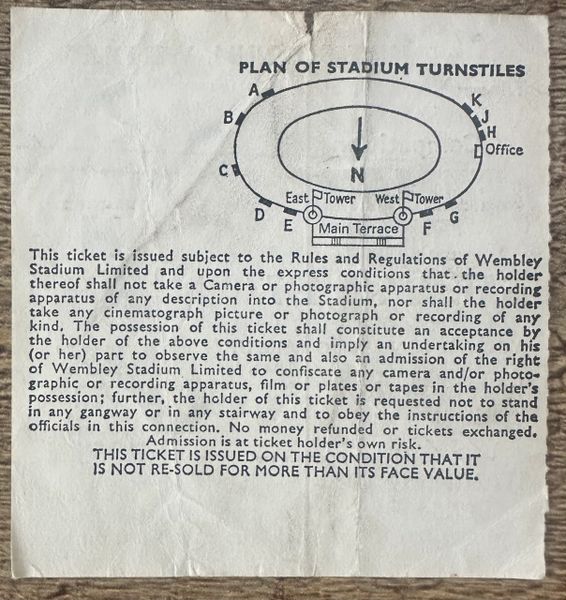 PLAN OF STADIUM TURNSTILES
A
K
B
J
H
Office
N
C
East Tower
West Tower
D
E
Main Terrace
F
G
This ticket is issued subject to the Rules and Regulations of Wembley
Stadium Limited and upon the express conditions that the holder
thereof shall not take a Camera or photographic apparatus or recording
apparatus of any description into the Stadium, nor shall the holder
take any cinematograph picture or photograph or recording of any
kind. The possession of this ticket shall constitute an acceptance by
the holder of the above conditions and imply an undertaking on his
(or her) part to observe the same and also an admission of the right
of Wembley Stadium Limited to confiscate any camera and/or photo-
graphic or recording apparatus, film or plates or tapes in the holder's
possession; further, the holder of this ticket is requested not to stand
in any gangway or in any stairway and to obey the instructions of the
officials in this connection. No money refunded or tickets exchanged.
Admission is at ticket holder's own risk.
THIS TICKET IS ISSUED ON THE CONDITION THAT IT
IS NOT RE-SOLD FOR MORE THAN ITS FACE VALUE.